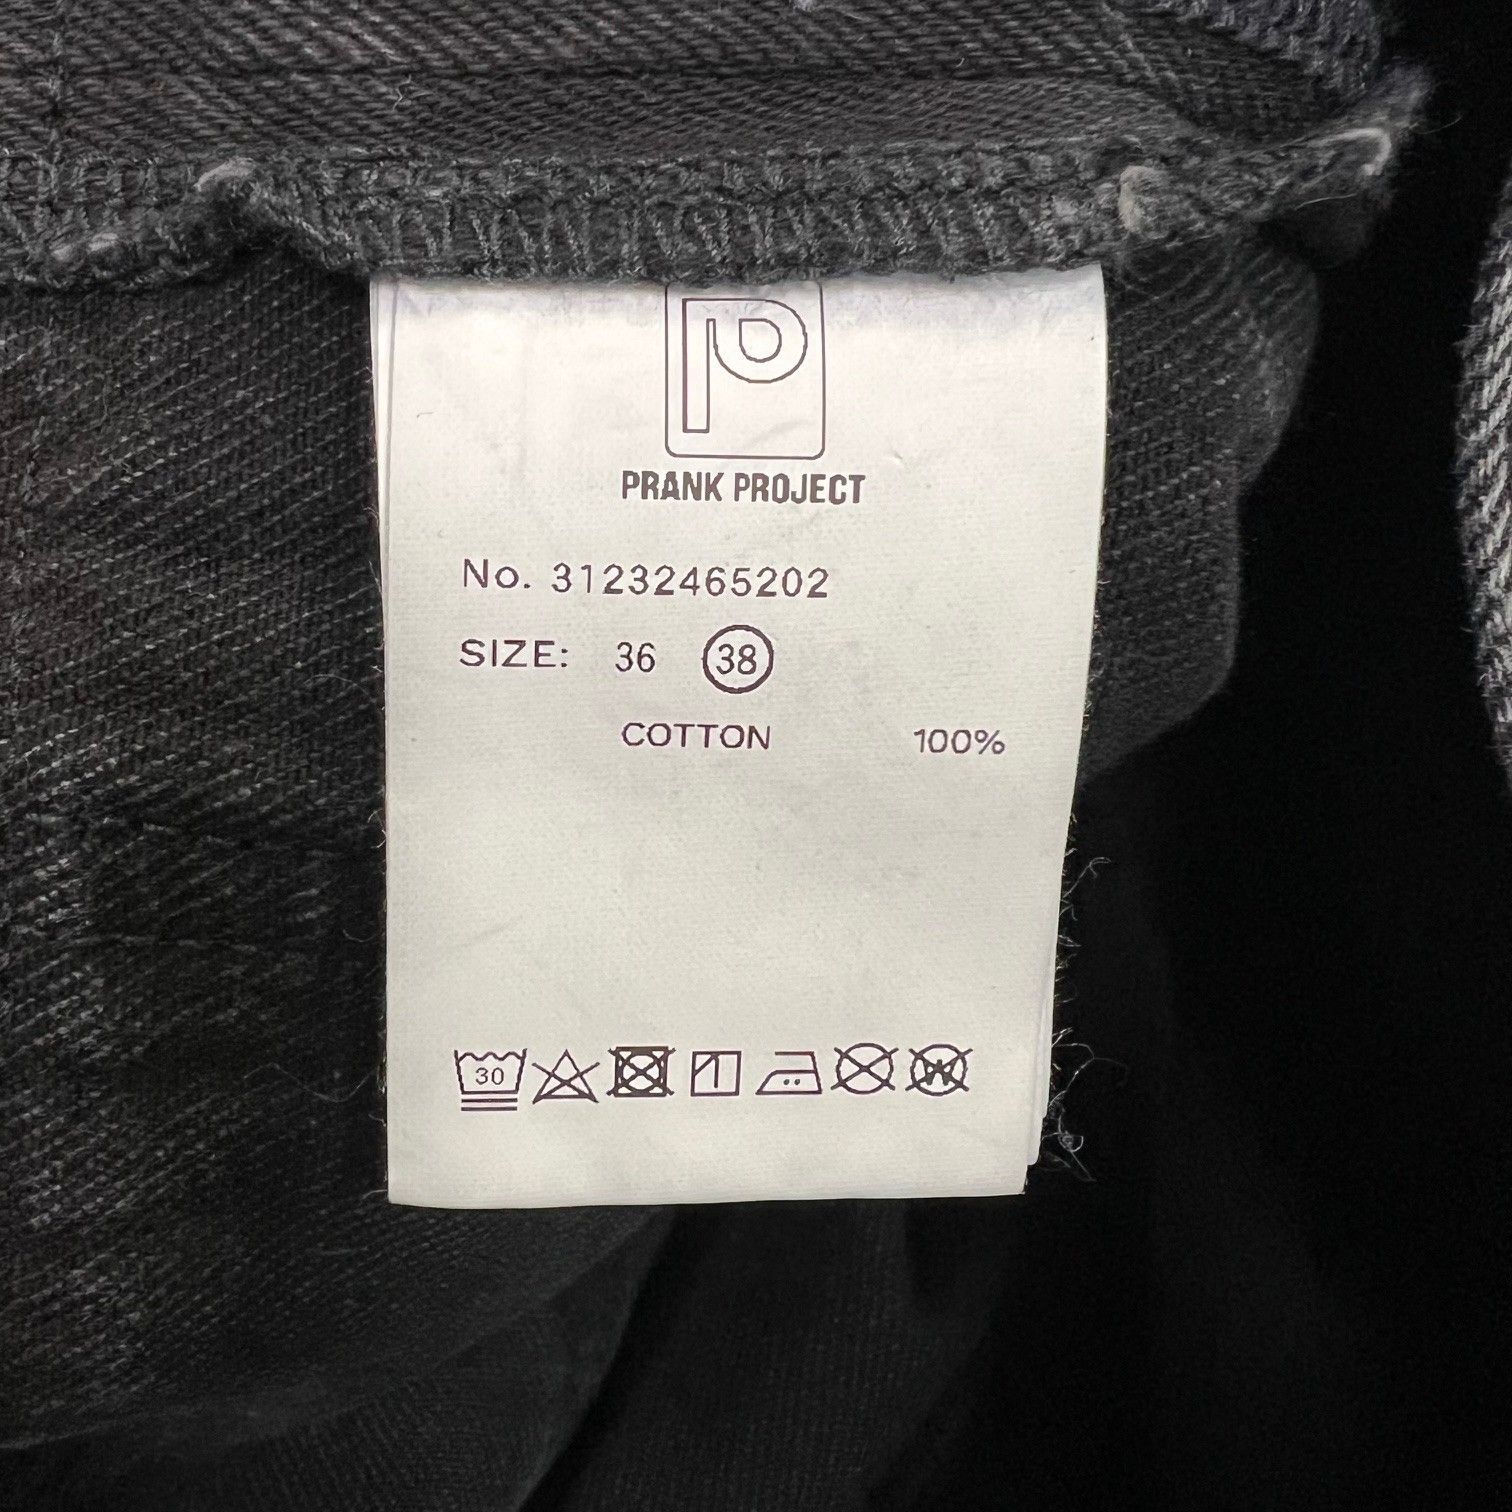 P
PRANK PROJECT
No. 31232465202
SIZE: 36 38
COTTON 100%
30
W